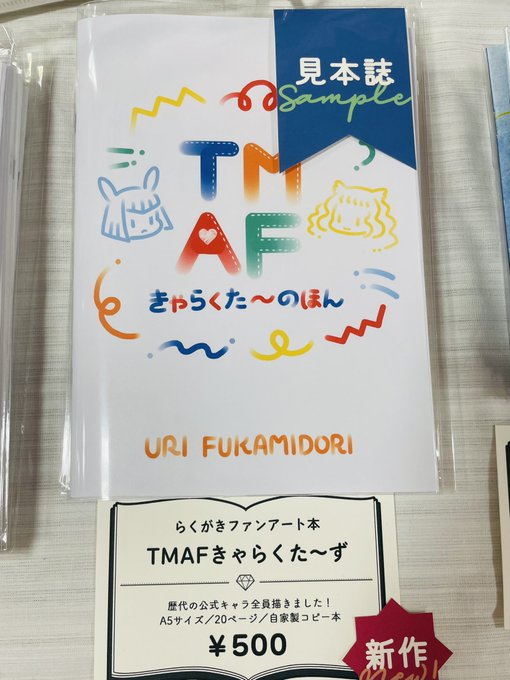 見本誌
Sample
TM
AF
きゃらくた〜のほん
URI FUKAMIDORI
らくがきファンアート本
TMAFきゃらくた〜ず
歴代の公式キャラ全員描きました！
A5サイズ／20ページ／自家製コピー本
¥500
新作
New!